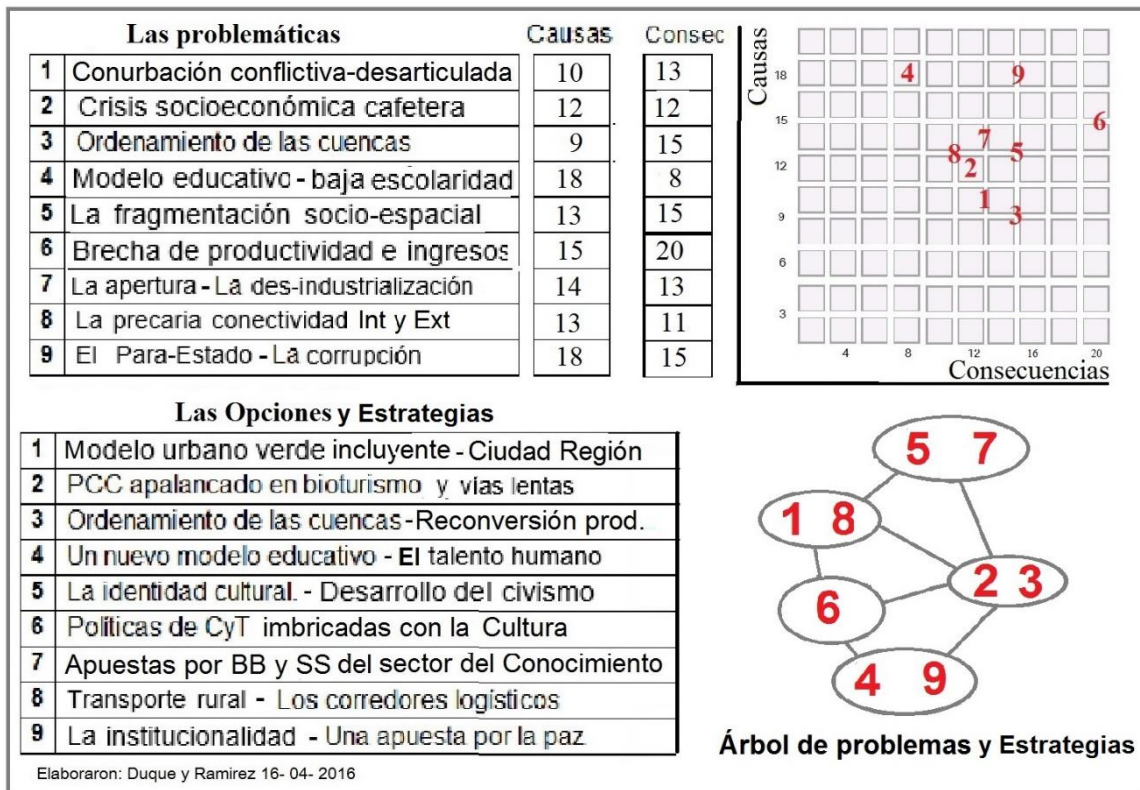 Las problemáticas Causas Consec
1 Conurbación conflictiva-desarticulada 10 13
2 Crisis socioeconómica cafetera 12 12
3 Ordenamiento de las cuencas 9 15
4 Modelo educativo - baja escolaridad 18 8
5 La fragmentación socio-espacial 13 15
6 Brecha de productividad e ingresos 15 20
7 La apertura - La des-industrialización 14 13
8 La precaria conectividad Int y Ext 13 11
9 El Para-Estado - La corrupción 18 15
Causas
18 4 9
15 6
7
8 5
12 2
1
9 3
6
3
4 8 12 16 20
Consecuencias
Las Opciones y Estrategias
1 Modelo urbano verde incluyente - Ciudad Región
2 PCC apalancado en bioturismo y vías lentas
3 Ordenamiento de las cuencas-Reconversión prod.
4 Un nuevo modelo educativo - El talento humano
5 La identidad cultural. - Desarrollo del civismo
6 Políticas de CyT imbricadas con la Cultura
7 Apuestas por BB y SS del sector del Conocimiento
8 Transporte rural - Los corredores logísticos
9 La institucionalidad - Una apuesta por la paz
Elaboraron: Duque y Ramirez 16- 04- 2016
5 7
1 8
2 3
6
4 9
Árbol de problemas y Estrategias